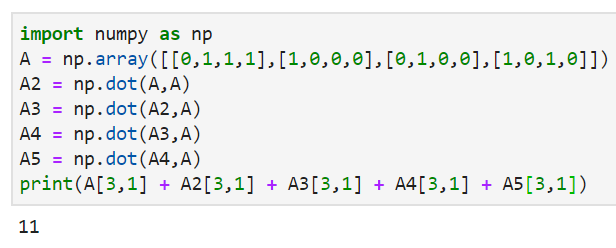 import numpy as np
A = np.array([[0,1,1,1],[1,0,0,0],[0,1,0,0],[1,0,1,0]])
A2 = np.dot(A,A)
A3 = np.dot(A2,A)
A4 = np.dot(A3,A)
A5 = np.dot(A4,A)
print(A[3,1] + A2[3,1] + A3[3,1] + A4[3,1] + A5[3,1])
11